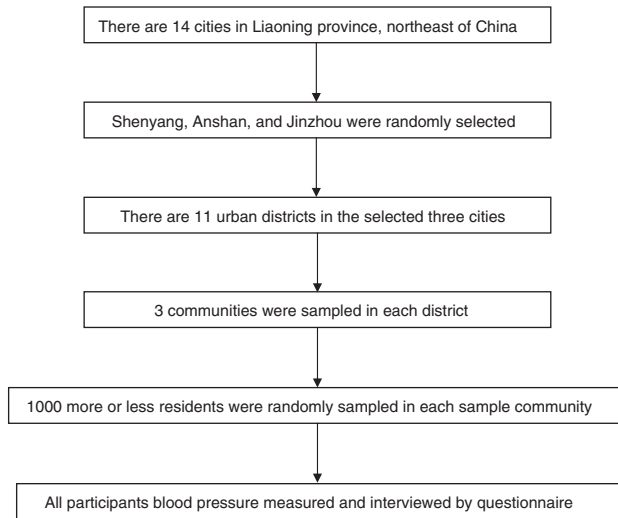 There are 14 cities in Liaoning province, northeast of China
Shenyang, Anshan, and Jinzhou were randomly selected
There are 11 urban districts in the selected three cities
3 communities were sampled in each district
1000 more or less residents were randomly sampled in each sample community
All participants blood pressure measured and interviewed by questionnaire